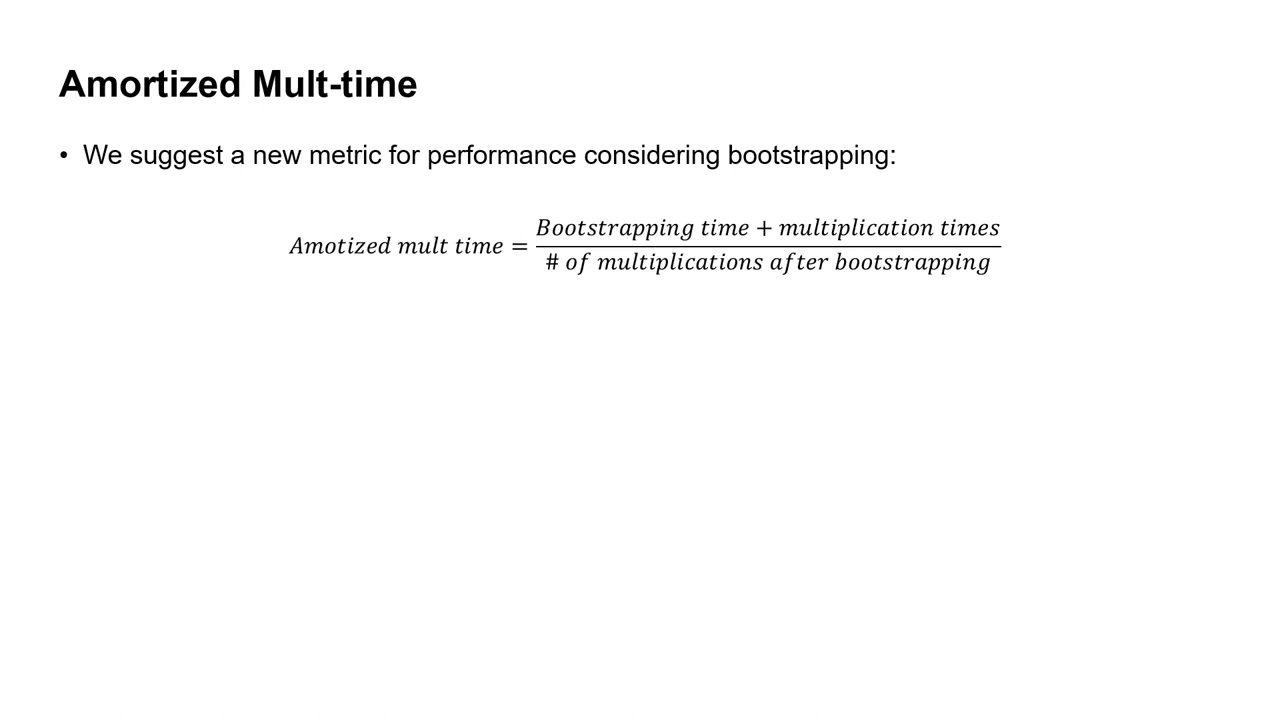 Amortized Mult-time
• We suggest a new metric for performance considering bootstrapping:
Amotized mult time = Bootstrapping time + multiplication times
# of multiplications after bootstrapping